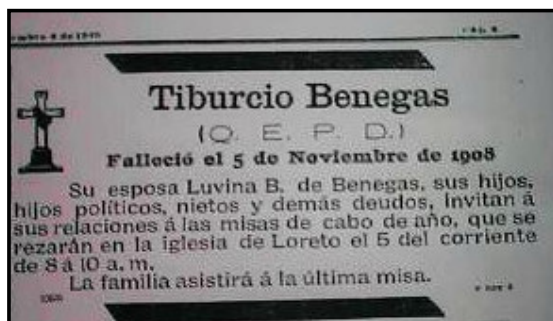 Tiburcio Benegas
(Q. E. P. D.)
Falleció el 5 de Noviembre de 1908
Su esposa Luvina B. de Benegas, sus hijos,
hijos políticos, nietos y demás deudos, invitan á
sus relaciones á las misas de cabo de año, que se
rezarán en la iglesia de Loreto el 5 del corriente
de 8 á 10 a. m.
La familia asistirá á la última misa.